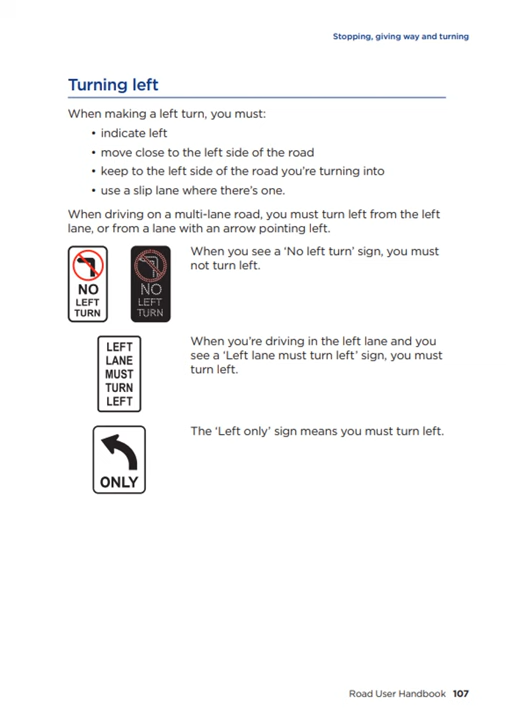 Stopping, giving way and turning
Turning left
When making a left turn, you must:
• indicate left
• move close to the left side of the road
• keep to the left side of the road you’re turning into
• use a slip lane where there’s one.
When driving on a multi-lane road, you must turn left from the left
lane, or from a lane with an arrow pointing left.
NO
LEFT
TURN
NO
LEFT
TURN
When you see a ‘No left turn’ sign, you must
not turn left.
LEFT
LANE
MUST
TURN
LEFT
When you’re driving in the left lane and you
see a ‘Left lane must turn left’ sign, you must
turn left.
ONLY
The ‘Left only’ sign means you must turn left.
Road User Handbook 107